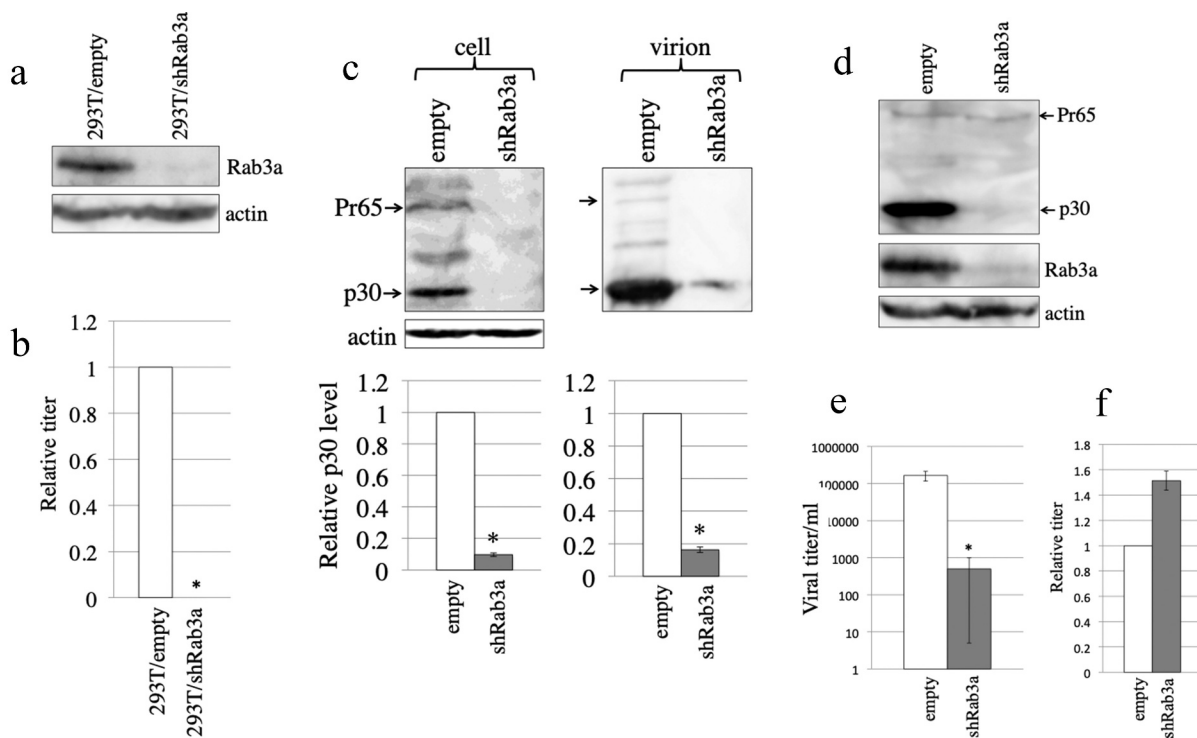 a
293T/empty
293T/shRab3a
Rab3a
actin
b
1.2
1
0.8
0.6
0.4
0.2
0
Relative titer
*
293T/empty
293T/shRab3a
c
cell
virion
empty
shRab3a
empty
shRab3a
Pr65
p30
actin
1.2
1
0.8
0.6
0.4
0.2
0
Relative p30 level
*
empty
shRab3a
1.2
1
0.8
0.6
0.4
0.2
0
*
empty
shRab3a
d
empty
shRab3a
Pr65
p30
Rab3a
actin
e
1000000
100000
10000
1000
100
10
1
Viral titer/ml
*
empty
shRab3a
f
1.8
1.6
1.4
1.2
1
0.8
0.6
0.4
0.2
0
Relative titer
empty
shRab3a